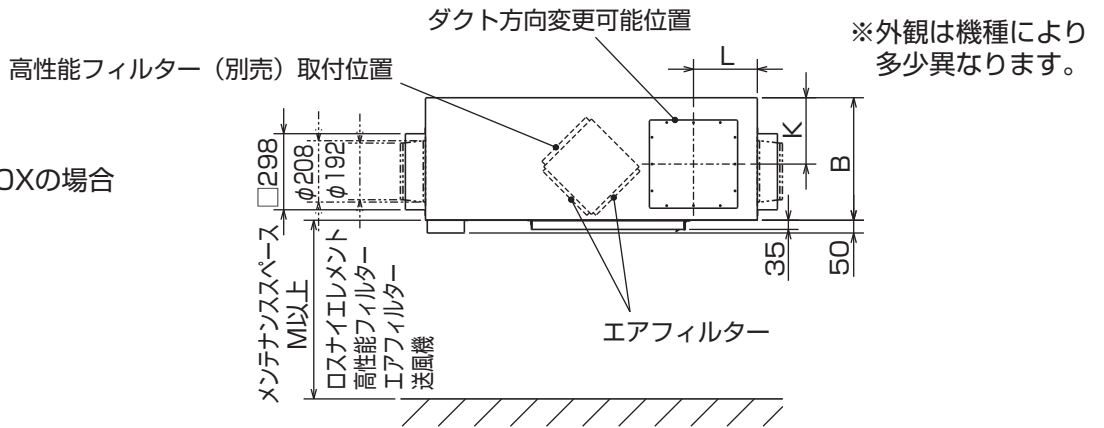 ダクト方向変更可能位置
※外観は機種により
多少異なります。
高性能フィルター（別売）取付位置
L
K
B
□298
φ208
φ192
OXの場合
35
50
メンテナンススペース
M以上
ロスナイエレメント
高性能フィルター
エアフィルター
送風機
エアフィルター